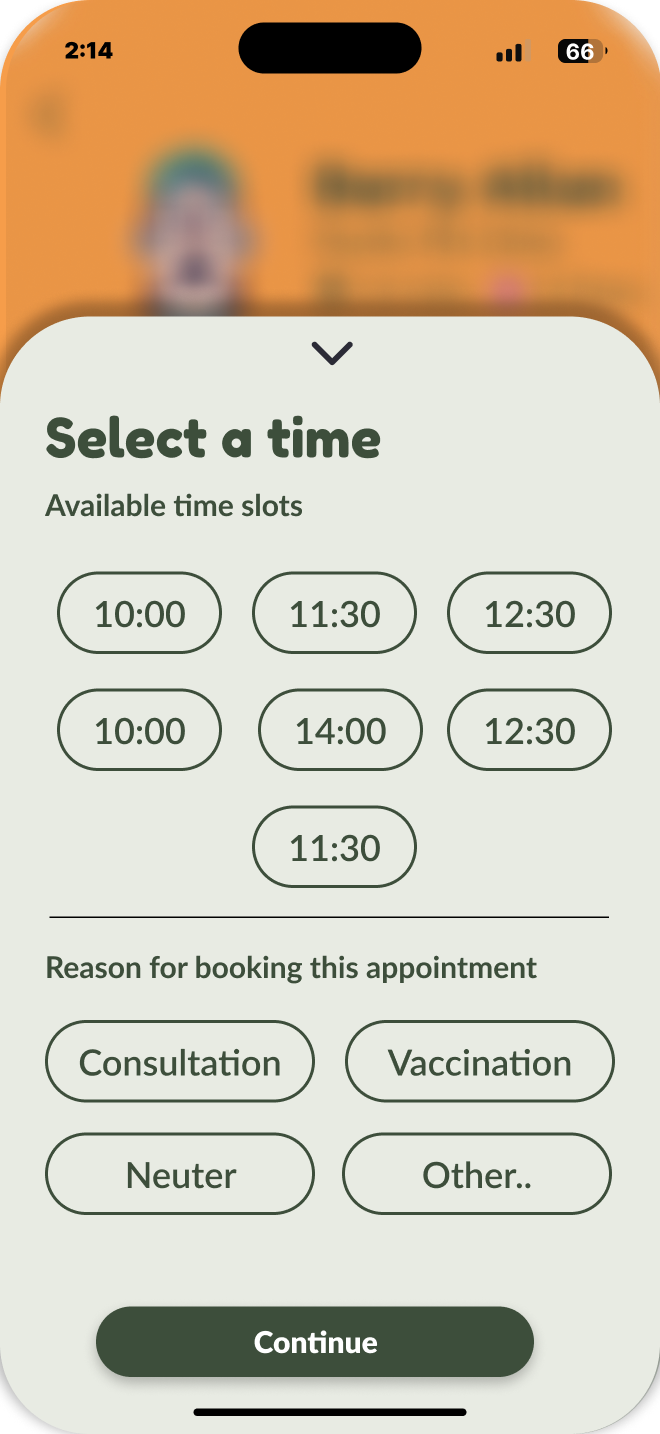 2:14
66
Select a time
Available time slots
10:00 11:30 12:30
10:00 14:00 12:30
11:30
Reason for booking this appointment
Consultation Vaccination
Neuter Other..
Continue